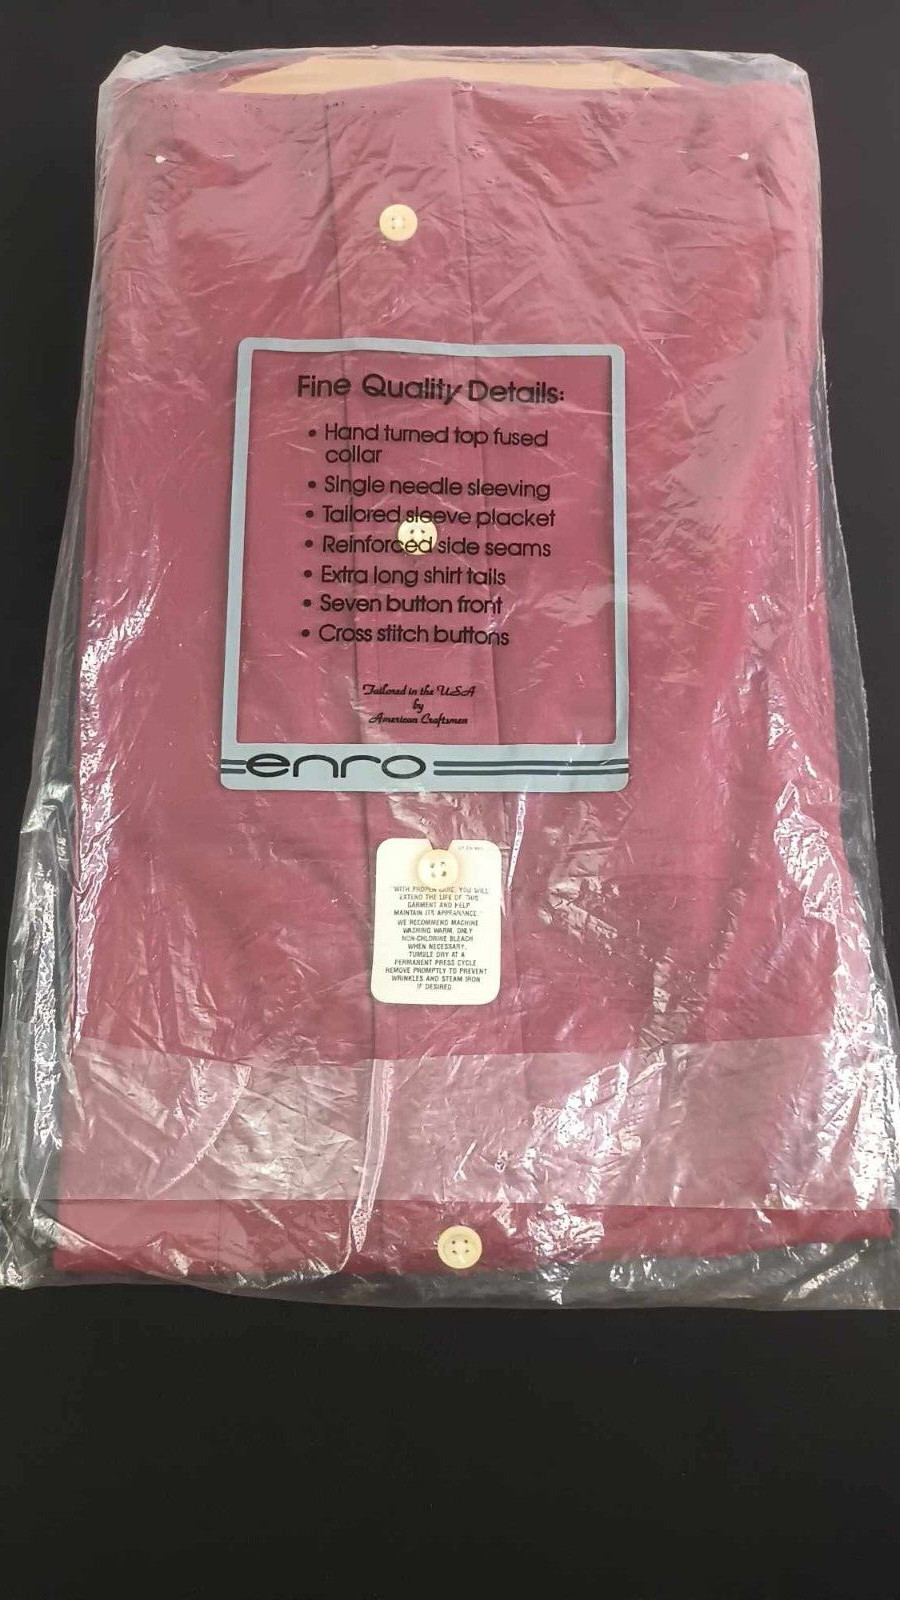 Fine Quality Details:
• Hand turned top fused
collar
• Single needle sleeving
• Tailored sleeve placket
• Reinforced side seams
• Extra long shirt tails
• Seven button front
• Cross stitch buttons
Tailored in the USA
by
American Craftsmen
enro
"WITH PROPER CARE, YOU WILL
EXTEND THE LIFE OF THIS
GARMENT AND HELP
MAINTAIN ITS APPEARANCE."
WE RECOMMEND MACHINE
WASHING WARM, ONLY
NON-CHLORINE BLEACH
WHEN NECESSARY.
TUMBLE DRY AT A
PERMANENT PRESS CYCLE
REMOVE PROMPTLY TO PREVENT
WRINKLES AND STEAM IRON
IF DESIRED